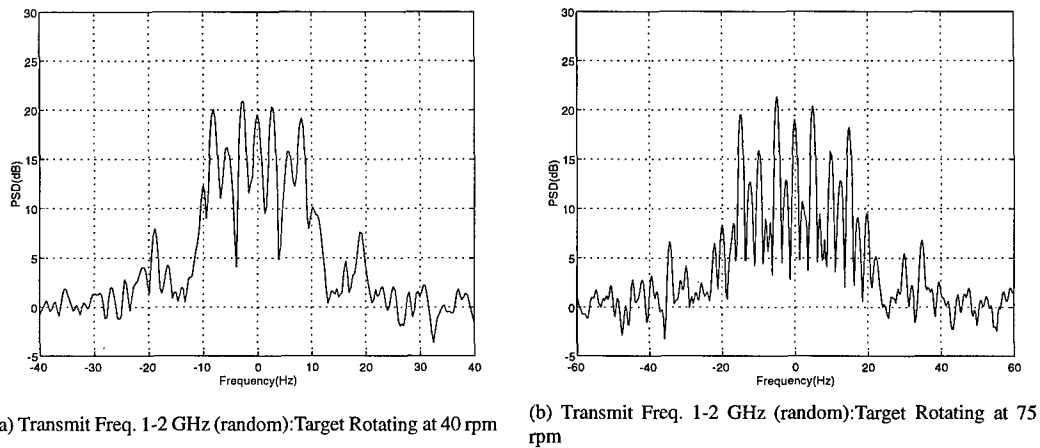 30
25
20
15
10
5
0
-5
PSD(dB)
-40 -30 -20 -10 0 10 20 30 40
Frequency(Hz)
a) Transmit Freq. 1-2 GHz (random):Target Rotating at 40 rpm
30
25
20
15
10
5
0
-5
PSD(dB)
-60 -40 -20 0 20 40 60
Frequency(Hz)
(b) Transmit Freq. 1-2 GHz (random):Target Rotating at 75
rpm